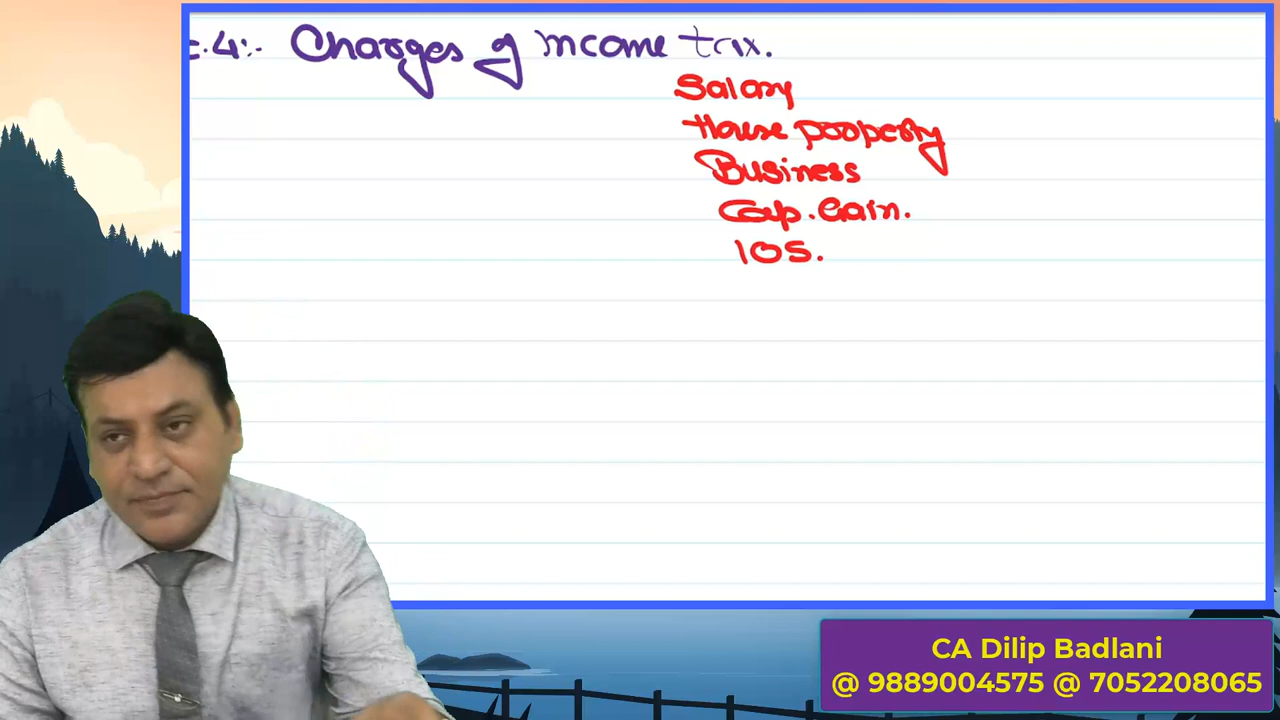 c.4:- Charges of income tax.
Salary
House property
Business
Cap. Gain.
IOS.
CA Dilip Badlani
@ 9889004575 @ 7052208065